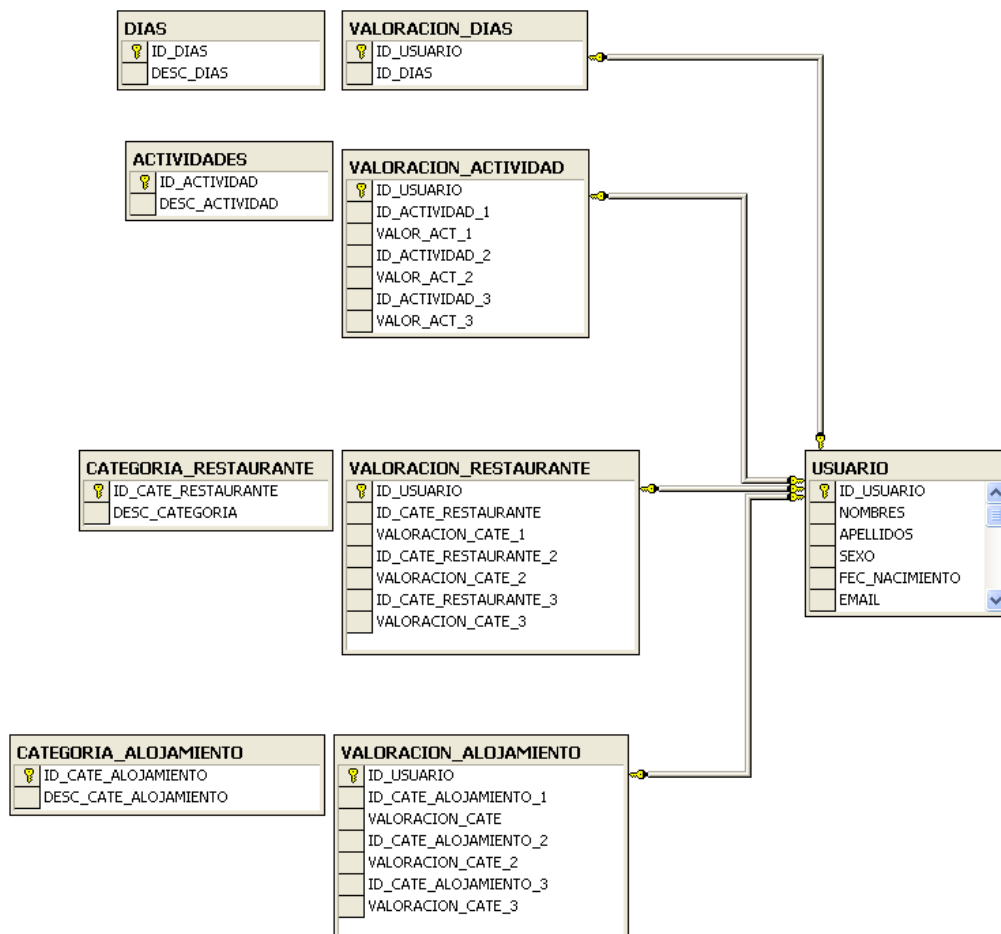 DIAS
ID_DIAS
DESC_DIAS
VALORACION_DIAS
ID_USUARIO
ID_DIAS
ACTIVIDADES
ID_ACTIVIDAD
DESC_ACTIVIDAD
VALORACION_ACTIVIDAD
ID_USUARIO
ID_ACTIVIDAD_1
VALOR_ACT_1
ID_ACTIVIDAD_2
VALOR_ACT_2
ID_ACTIVIDAD_3
VALOR_ACT_3
CATEGORIA_RESTAURANTE
ID_CATE_RESTAURANTE
DESC_CATEGORIA
VALORACION_RESTAURANTE
ID_USUARIO
ID_CATE_RESTAURANTE
VALORACION_CATE_1
ID_CATE_RESTAURANTE_2
VALORACION_CATE_2
ID_CATE_RESTAURANTE_3
VALORACION_CATE_3
USUARIO
ID_USUARIO
NOMBRES
APELLIDOS
SEXO
FEC_NACIMIENTO
EMAIL
CATEGORIA_ALOJAMIENTO
ID_CATE_ALOJAMIENTO
DESC_CATE_ALOJAMIENTO
VALORACION_ALOJAMIENTO
ID_USUARIO
ID_CATE_ALOJAMIENTO_1
VALORACION_CATE
ID_CATE_ALOJAMIENTO_2
VALORACION_CATE_2
ID_CATE_ALOJAMIENTO_3
VALORACION_CATE_3